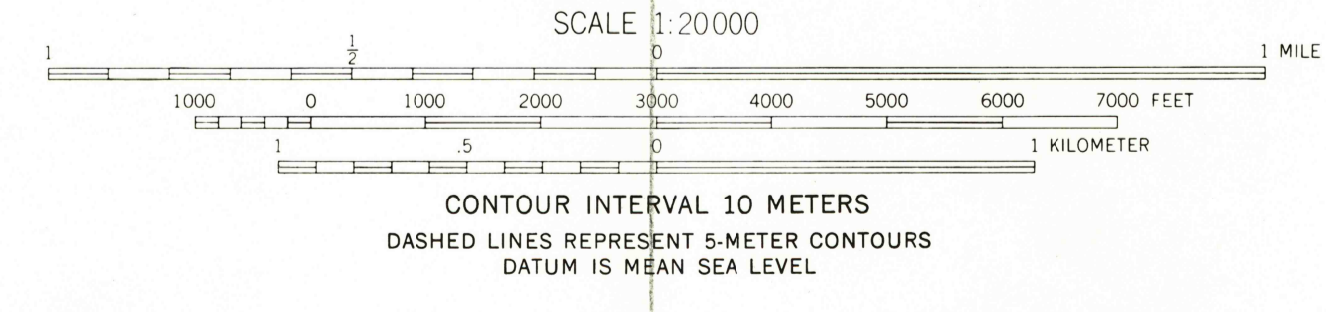 SCALE 1:20000
1 1/2 0 1 MILE
1000 0 1000 2000 3000 4000 5000 6000 7000 FEET
1 .5 0 1 KILOMETER
CONTOUR INTERVAL 10 METERS
DASHED LINES REPRESENT 5-METER CONTOURS
DATUM IS MEAN SEA LEVEL